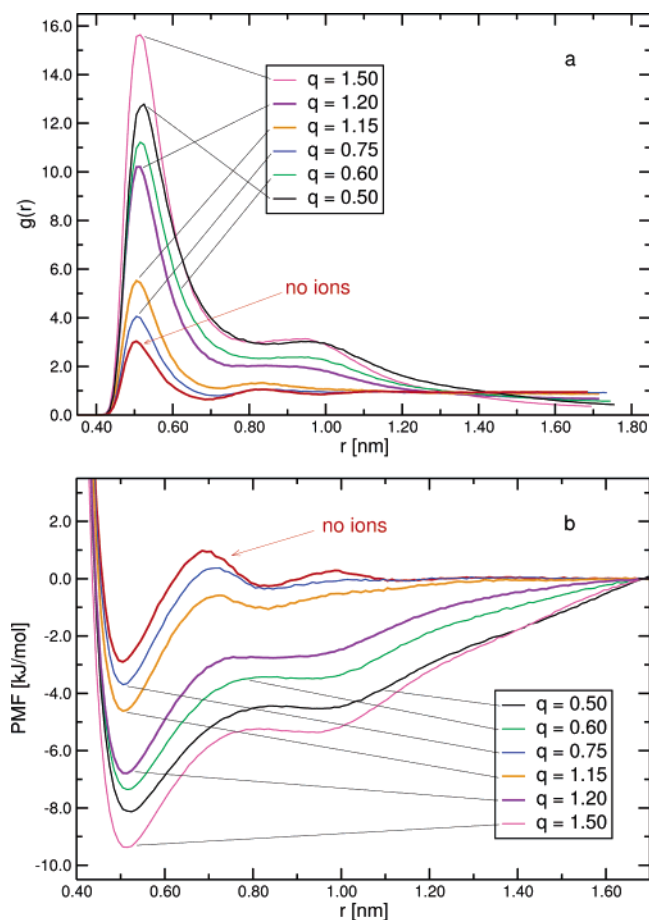 16.0
14.0
12.0
10.0
8.0
6.0
4.0
2.0
0.0
g(r)
a
q = 1.50
q = 1.20
q = 1.15
q = 0.75
q = 0.60
q = 0.50
no ions
0.40 0.60 0.80 1.00 1.20 1.40 1.60 1.80
r [nm]
2.0
0.0
-2.0
-4.0
-6.0
-8.0
-10.0
PMF [kJ/mol]
b
no ions
q = 0.50
q = 0.60
q = 0.75
q = 1.15
q = 1.20
q = 1.50
0.40 0.60 0.80 1.00 1.20 1.40 1.60
r [nm]